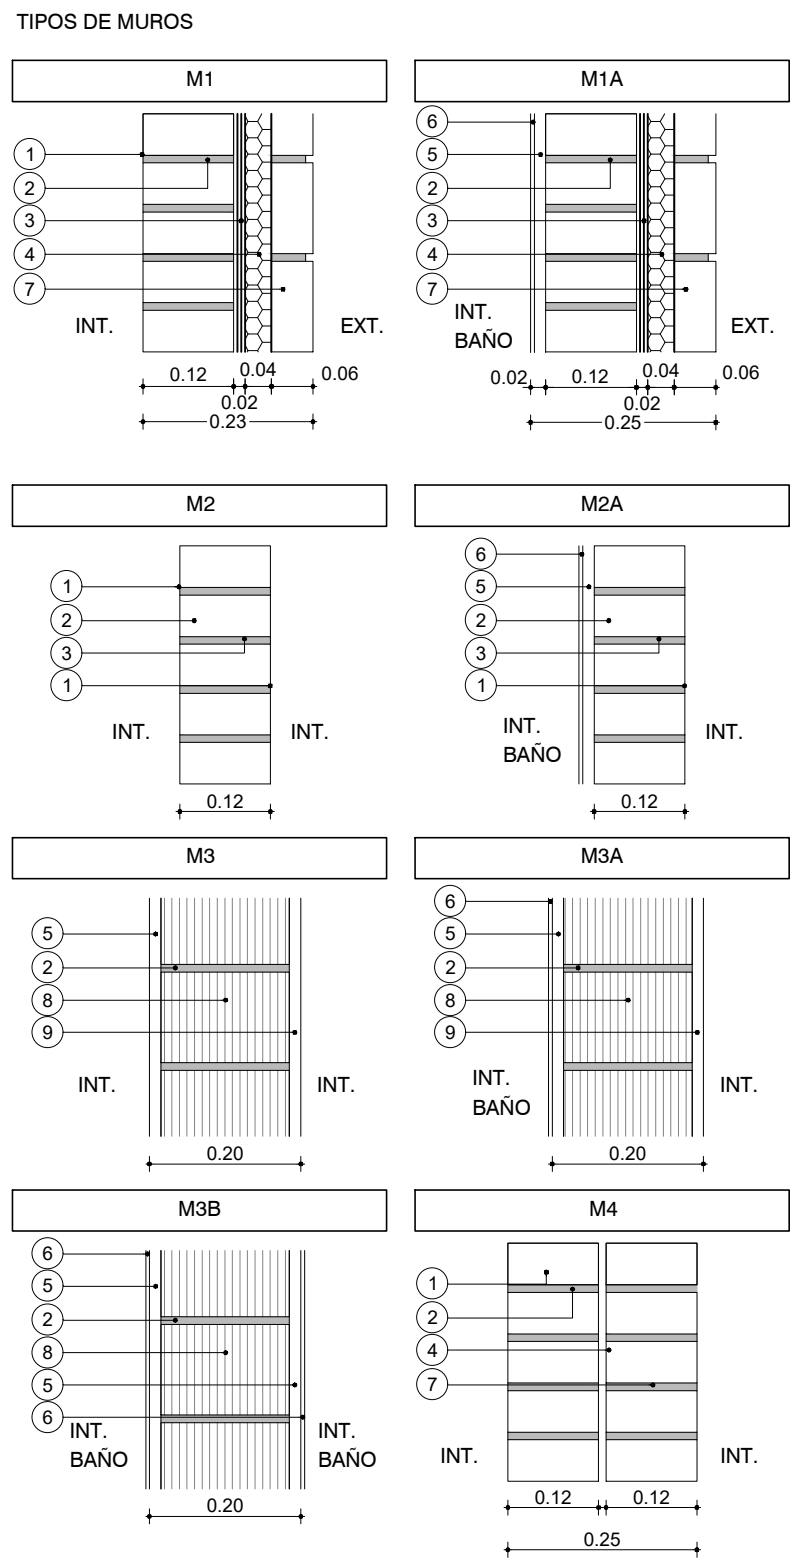 TIPOS DE MUROS
M1
1
2
3
4
7
INT.
EXT.
0.12
0.04
0.06
0.02
0.23
M1A
6
5
2
3
4
7
INT.
BAÑO
EXT.
0.02
0.12
0.04
0.06
0.02
0.25
M2
1
2
3
1
INT.
INT.
0.12
M2A
6
5
2
3
1
INT.
BAÑO
INT.
0.12
M3
5
2
8
9
INT.
INT.
0.20
M3A
6
5
2
8
9
INT.
BAÑO
INT.
0.20
M3B
6
5
2
8
5
6
INT.
BAÑO
INT.
BAÑO
0.20
M4
1
2
4
7
INT.
INT.
0.12
0.12
0.25